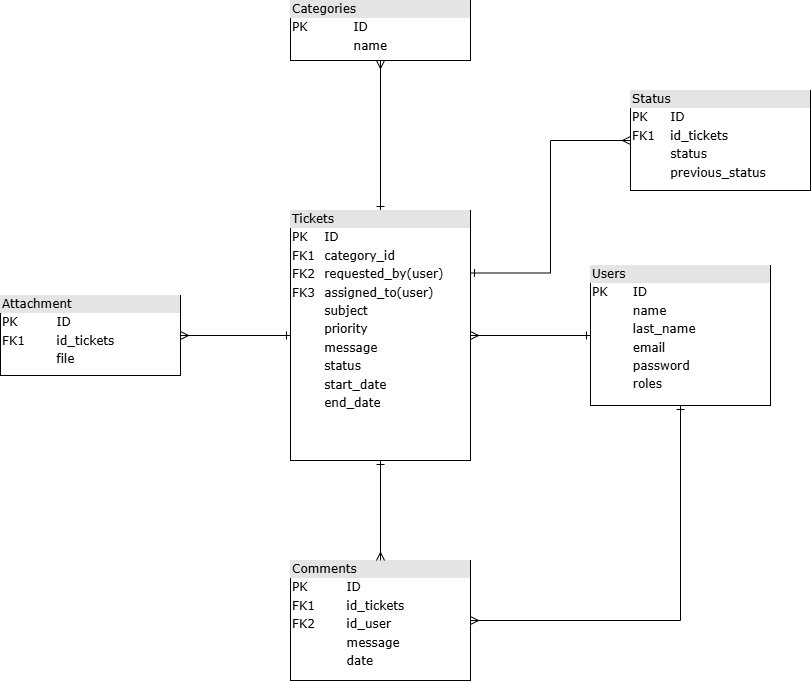 Categories
PK ID
name
Status
PK ID
FK1 id_tickets
status
previous_status
Tickets
PK ID
FK1 category_id
FK2 requested_by(user)
FK3 assigned_to(user)
subject
priority
message
status
start_date
end_date
Users
PK ID
name
last_name
email
password
roles
Attachment
PK ID
FK1 id_tickets
file
Comments
PK ID
FK1 id_tickets
FK2 id_user
message
date